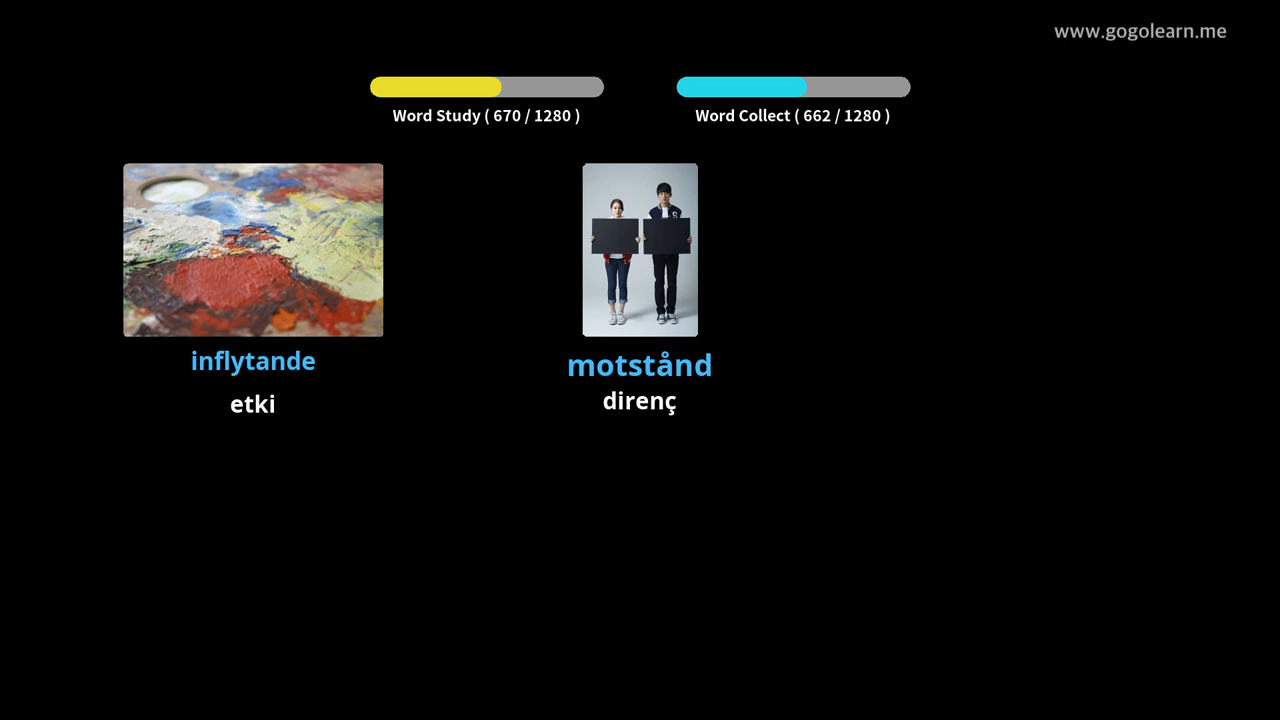 www.gogolearn.me
Word Study ( 670 / 1280 )
Word Collect ( 662 / 1280 )
S
inflytande
etki
motstånd
direnç